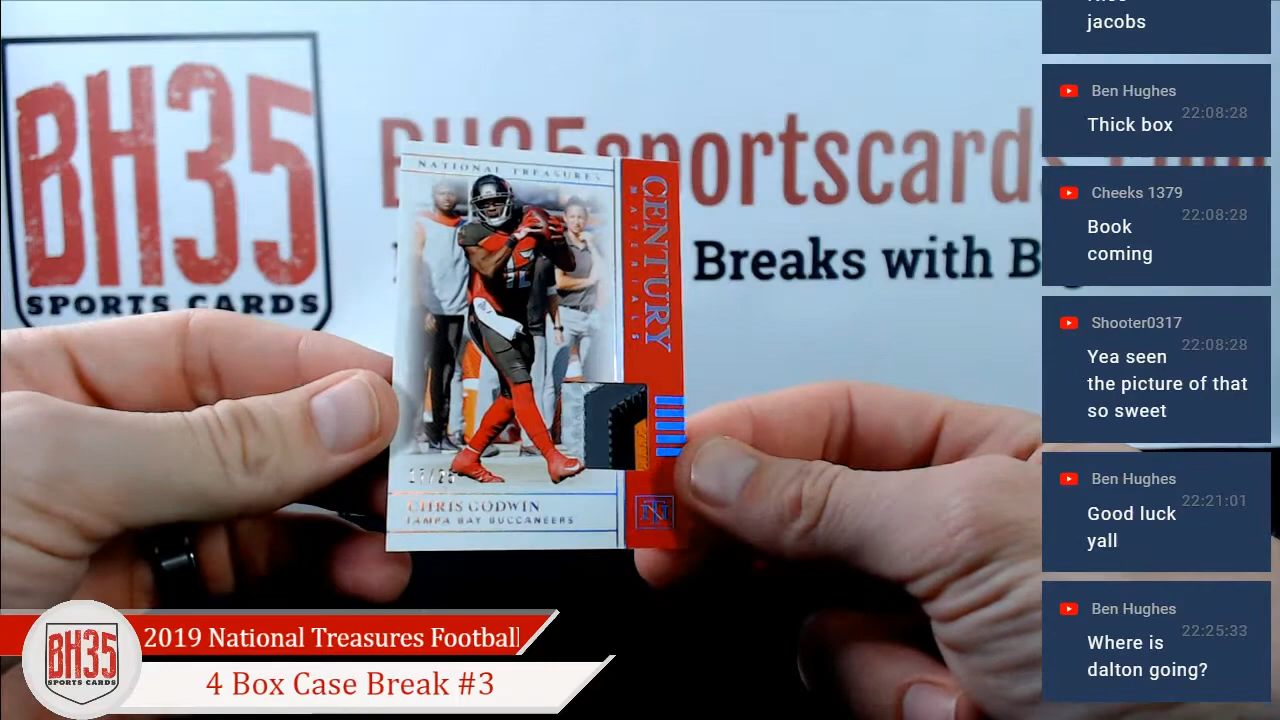 BH35
SPORTS CARDS
BH35sportscards
Breaks with B
NATIONAL TREASURES
CENTURY
MATERIALS
12
17/25
NT
CHRIS GODWIN
TAMPA BAY BUCCANEERS
BH35
SPORTS CARDS
2019 National Treasures Football
4 Box Case Break #3
jacobs
Ben Hughes
22:08:28
Thick box
Cheeks 1379
22:08:28
Book
coming
Shooter0317
22:08:28
Yea seen
the picture of that
so sweet
Ben Hughes
22:21:01
Good luck
yall
Ben Hughes
22:25:33
Where is
dalton going?